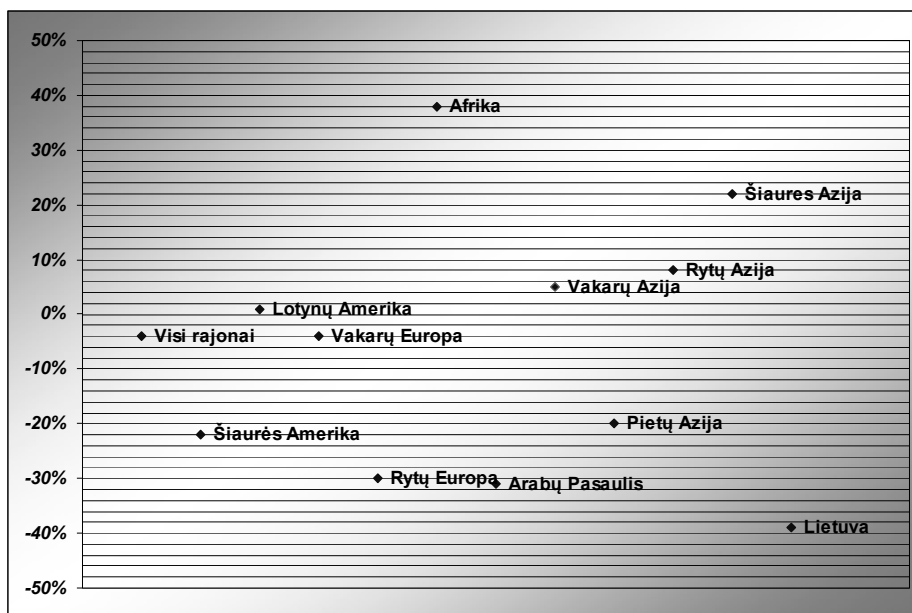 50%
40%
Afrika
30%
20%
Šiaures Azija
10%
Rytų Azija
Vakarų Azija
0%
Lotynų Amerika
Visi rajonai
Vakarų Europa
-10%
-20%
Pietų Azija
Šiaurės Amerika
-30%
Rytų Europa
Arabų Pasaulis
-40%
Lietuva
-50%